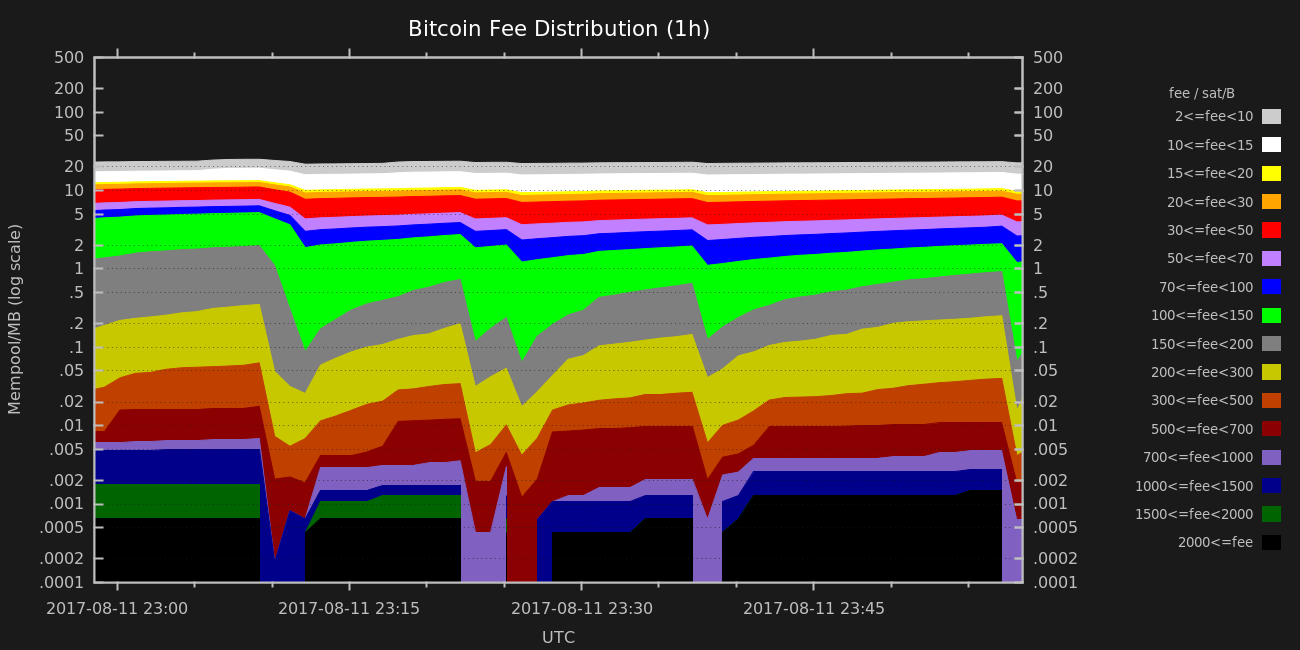 Bitcoin Fee Distribution (1h)
500
200
100
50
20
10
5
2
1
.5
.2
.1
.05
.02
.01
.005
.002
.001
.0005
.0002
.0001
Mempool/MB (log scale)
500
200
100
50
20
10
5
2
1
.5
.2
.1
.05
.02
.01
.005
.002
.001
.0005
.0002
.0001
2017-08-11 23:00
2017-08-11 23:15
2017-08-11 23:30
2017-08-11 23:45
UTC
fee / sat/B
2<=fee<10
10<=fee<15
15<=fee<20
20<=fee<30
30<=fee<50
50<=fee<70
70<=fee<100
100<=fee<150
150<=fee<200
200<=fee<300
300<=fee<500
500<=fee<700
700<=fee<1000
1000<=fee<1500
1500<=fee<2000
2000<=fee